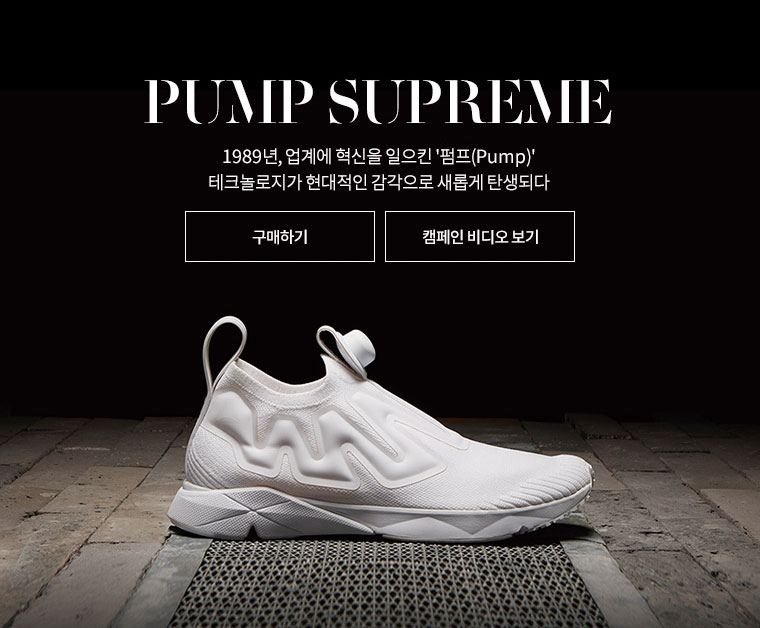 PUMP SUPREME
1989년, 업계에 혁신을 일으킨 '펌프(Pump)'
테크놀로지가 현대적인 감각으로 새롭게 탄생되다
구매하기
캠페인 비디오 보기